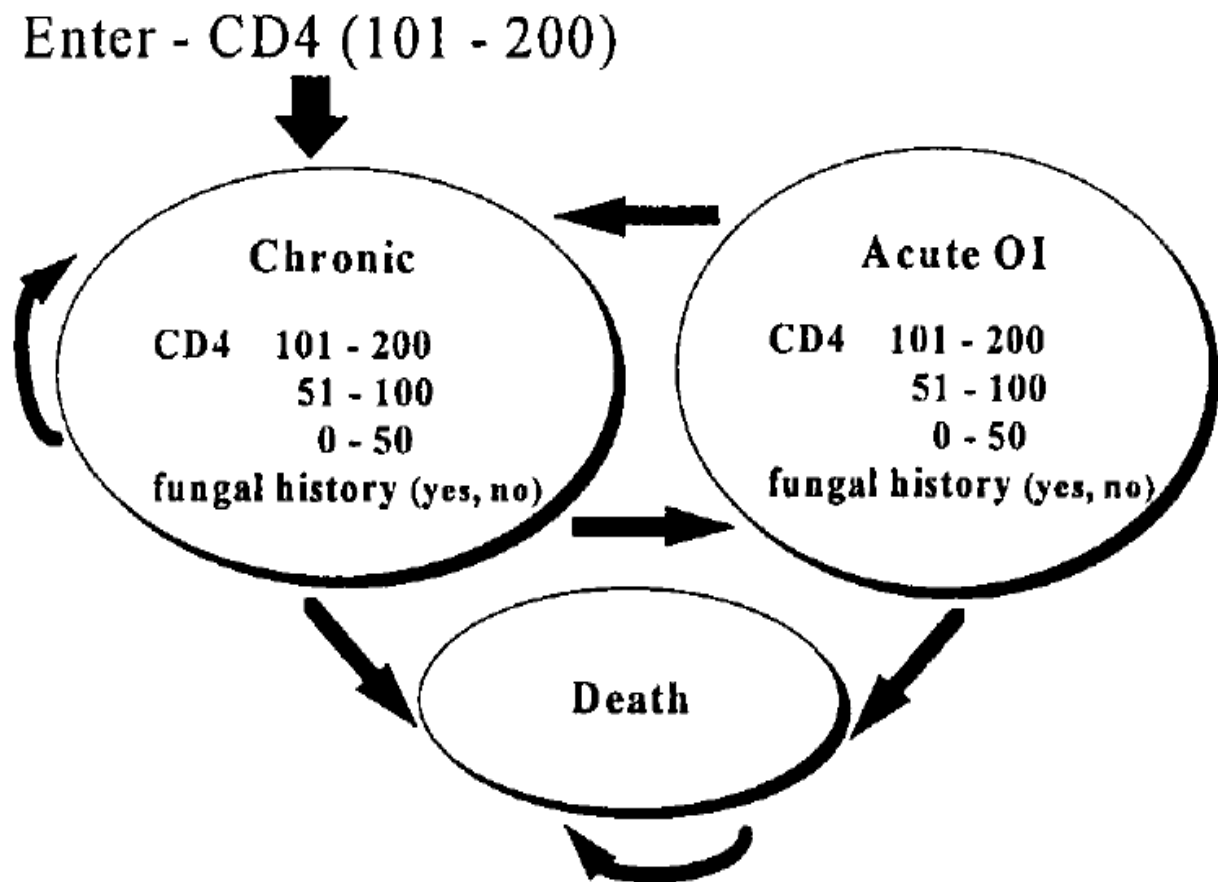 Enter - CD4 (101 - 200)
Chronic
CD4 101 - 200
51 - 100
0 - 50
fungal history (yes, no)
Acute OI
CD4 101 - 200
51 - 100
0 - 50
fungal history (yes, no)
Death